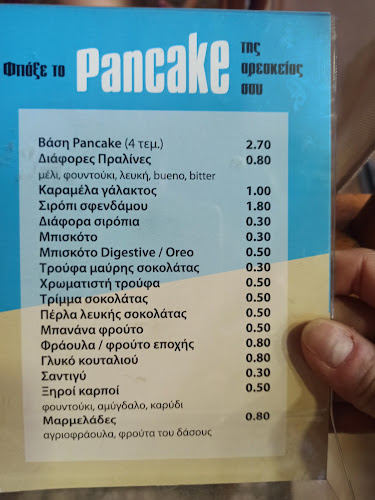 Φτιάξε το Pancake της αρεσκείας σου
Βάση Pancake (4 τεμ.) 2.70
Διάφορες Πραλίνες 0.80
μέλι, φουντούκι, λευκή, bueno, bitter
Καραμέλα γάλακτος 1.00
Σιρόπι σφενδάμου 1.80
Διάφορα σιρόπια 0.30
Μπισκότο 0.30
Μπισκότο Digestive / Oreo 0.50
Τρούφα μαύρης σοκολάτας 0.30
Χρωματιστή τρούφα 0.50
Τρίμμα σοκολάτας 0.50
Πέρλα λευκής σοκολάτας 0.50
Μπανάνα φρούτο 0.50
Φράουλα / φρούτο εποχής 0.80
Γλυκό κουταλιού 0.80
Σαντιγύ 0.30
Ξηροί καρποί 0.50
φουντούκι, αμύγδαλο, καρύδι
Μαρμελάδες 0.80
αγριοφράουλα, φρούτα του δάσους